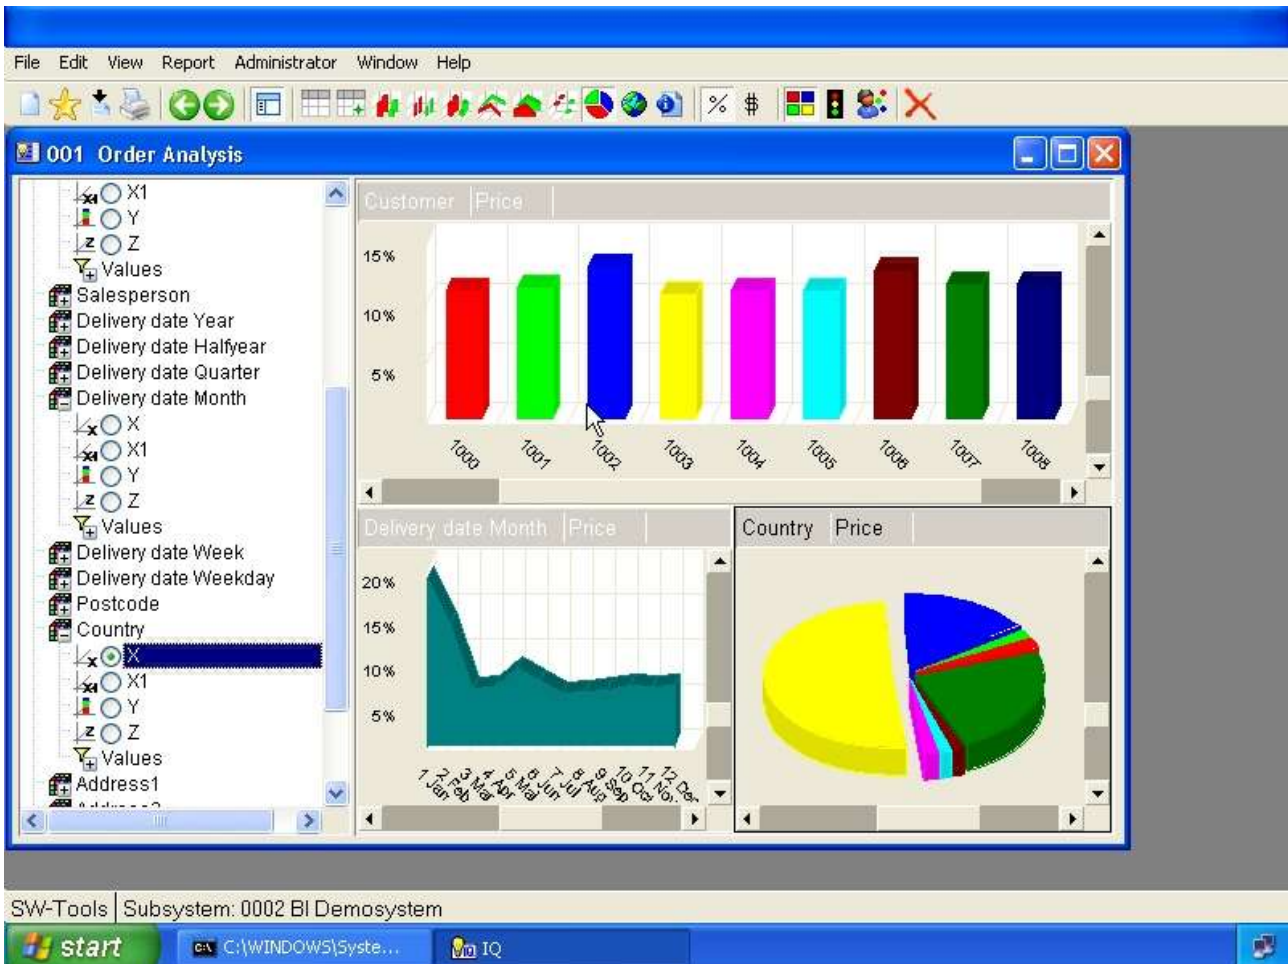 File Edit View Report Administrator Window Help
% $
001 Order Analysis
X1
Y
Z
Values
Salesperson
Delivery date Year
Delivery date Halfyear
Delivery date Quarter
Delivery date Month
X
X1
Y
Z
Values
Delivery date Week
Delivery date Weekday
Postcode
Country
X
X1
Y
Z
Values
Address1
Customer Price
15%
10%
5%
1000 1001 1002 1003 1004 1005 1006 1007 1008
Delivery date Month Price
20%
15%
10%
5%
1 Jan 2 Feb 3 Mar 4 Apr 5 Maj 6 Jun 7 Jul 8 Aug 9 Sep 10 Oct 11 Nov 12 Dec
Country Price
SW-Tools Subsystem: 0002 BI Demosystem
start C:\WINDOWS\Syste... IQ